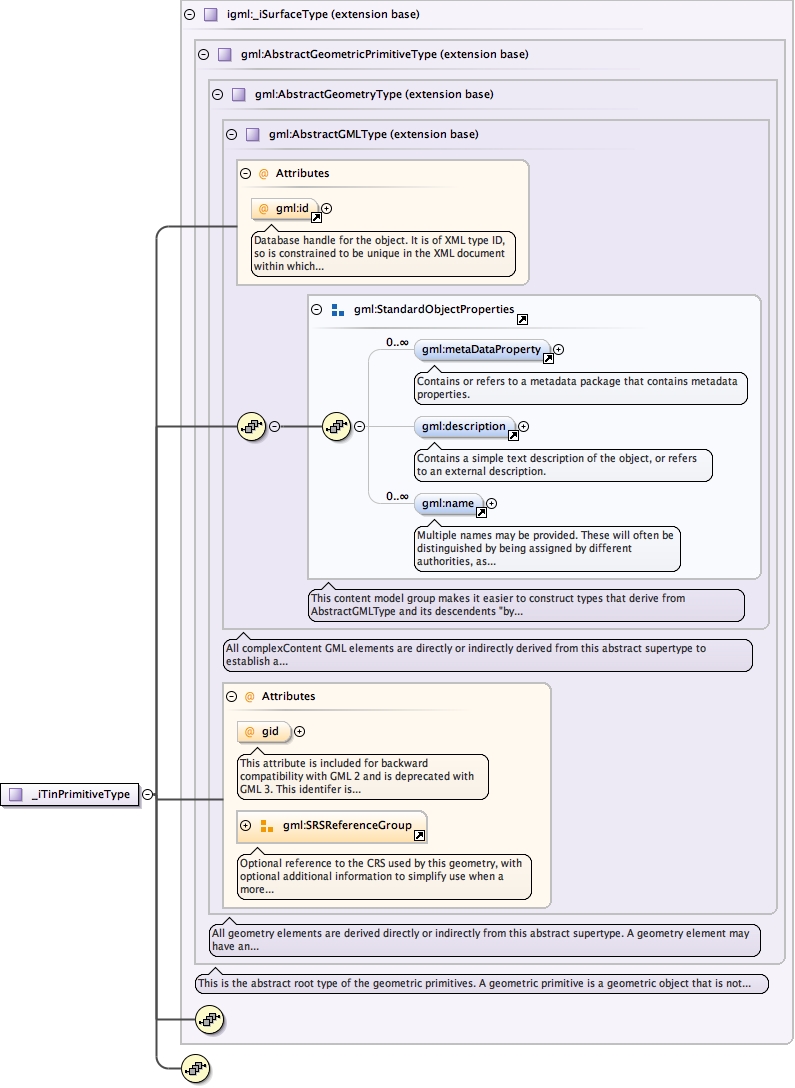 igml:_iSurfaceType (extension base)
gml:AbstractGeometricPrimitiveType (extension base)
gml:AbstractGeometryType (extension base)
gml:AbstractGMLType (extension base)
@ Attributes
@ gml:id
Database handle for the object. It is of XML type ID,
so is constrained to be unique in the XML document
within which...
gml:StandardObjectProperties
0..∞
gml:metaDataProperty
Contains or refers to a metadata package that contains metadata
properties.
gml:description
Contains a simple text description of the object, or refers
to an external description.
0..∞
gml:name
Multiple names may be provided. These will often be
distinguished by being assigned by different
authorities, as...
This content model group makes it easier to construct types that derive from
AbstractGMLType and its descendents "by...
All complexContent GML elements are directly or indirectly derived from this abstract supertype to
establish a...
@ Attributes
@ gid
This attribute is included for backward
compatibility with GML 2 and is deprecated with
GML 3. This identifer is...
_iTinPrimitiveType
gml:SRSReferenceGroup
Optional reference to the CRS used by this geometry, with
optional additional information to simplify use when a
more...
All geometry elements are derived directly or indirectly from this abstract supertype. A geometry element may
have an...
This is the abstract root type of the geometric primitives. A geometric primitive is a geometric object that is not...